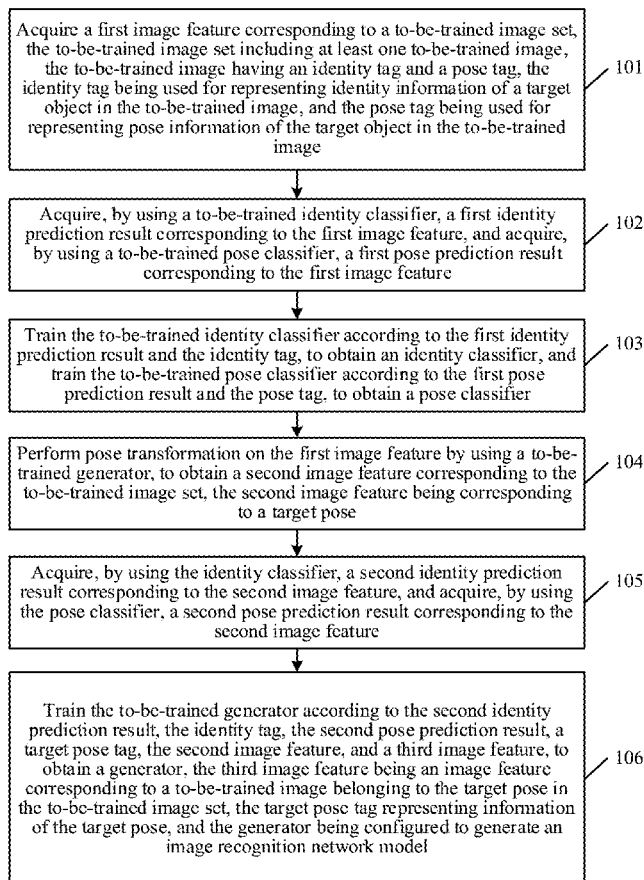 Acquire a first image feature corresponding to a to-be-trained image set,
the to-be-trained image set including at least one to-be-trained image,
the to-be-trained image having an identity tag and a pose tag, the
identity tag being used for representing identity information of a target
object in the to-be-trained image, and the pose tag being used for
representing pose information of the target object in the to-be-trained
image
101
Acquire, by using a to-be-trained identity classifier, a first identity
prediction result corresponding to the first image feature, and acquire,
by using a to-be-trained pose classifier, a first pose prediction result
corresponding to the first image feature
102
Train the to-be-trained identity classifier according to the first identity
prediction result and the identity tag, to obtain an identity classifier, and
train the to-be-trained pose classifier according to the first pose
prediction result and the pose tag, to obtain a pose classifier
103
Perform pose transformation on the first image feature by using a to-be-
trained generator, to obtain a second image feature corresponding to the
to-be-trained image set, the second image feature being corresponding
to a target pose
104
Acquire, by using the identity classifier, a second identity prediction
result corresponding to the second image feature, and acquire, by using
the pose classifier, a second pose prediction result corresponding to the
second image feature
105
Train the to-be-trained generator according to the second identity
prediction result, the identity tag, the second pose prediction result, a
target pose tag, the second image feature, and a third image feature, to
obtain a generator, the third image feature being an image feature
corresponding to a to-be-trained image belonging to the target pose in
the to-be-trained image set, the target pose tag representing information
of the target pose, and the generator being configured to generate an
image recognition network model
106